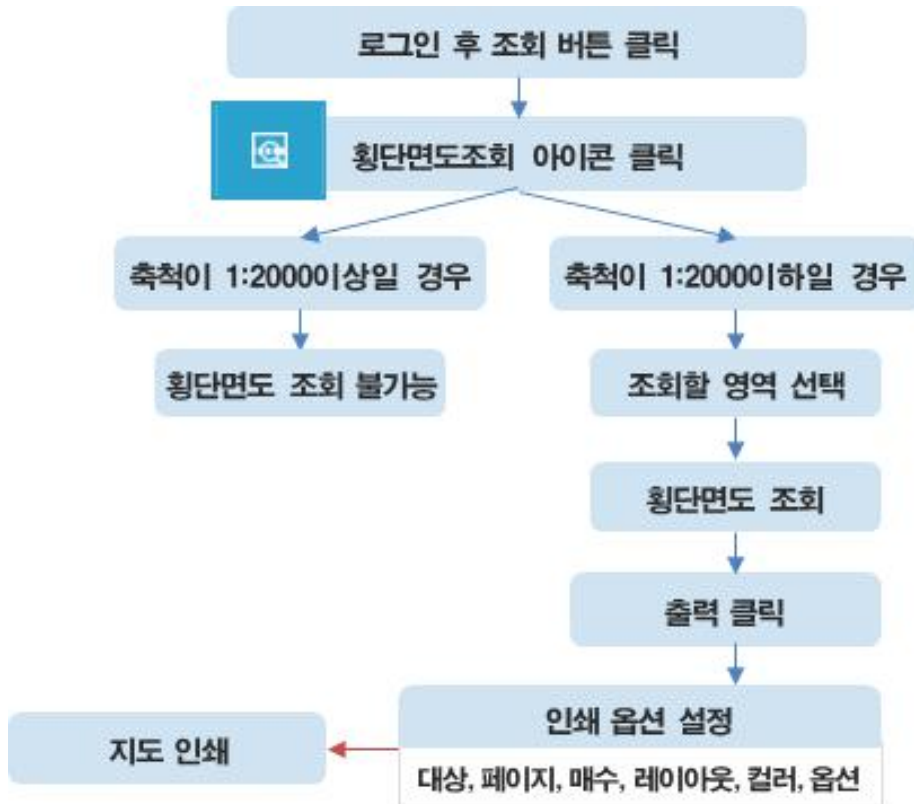 로그인 후 조회 버튼 클릭
횡단면도조회 아이콘 클릭
축척이 1:2000이상일 경우
축척이 1:2000이하일 경우
횡단면도 조회 불가능
조회할 영역 선택
횡단면도 조회
출력 클릭
인쇄 옵션 설정
지도 인쇄
대상, 페이지, 매수, 레이아웃, 컬러, 옵션